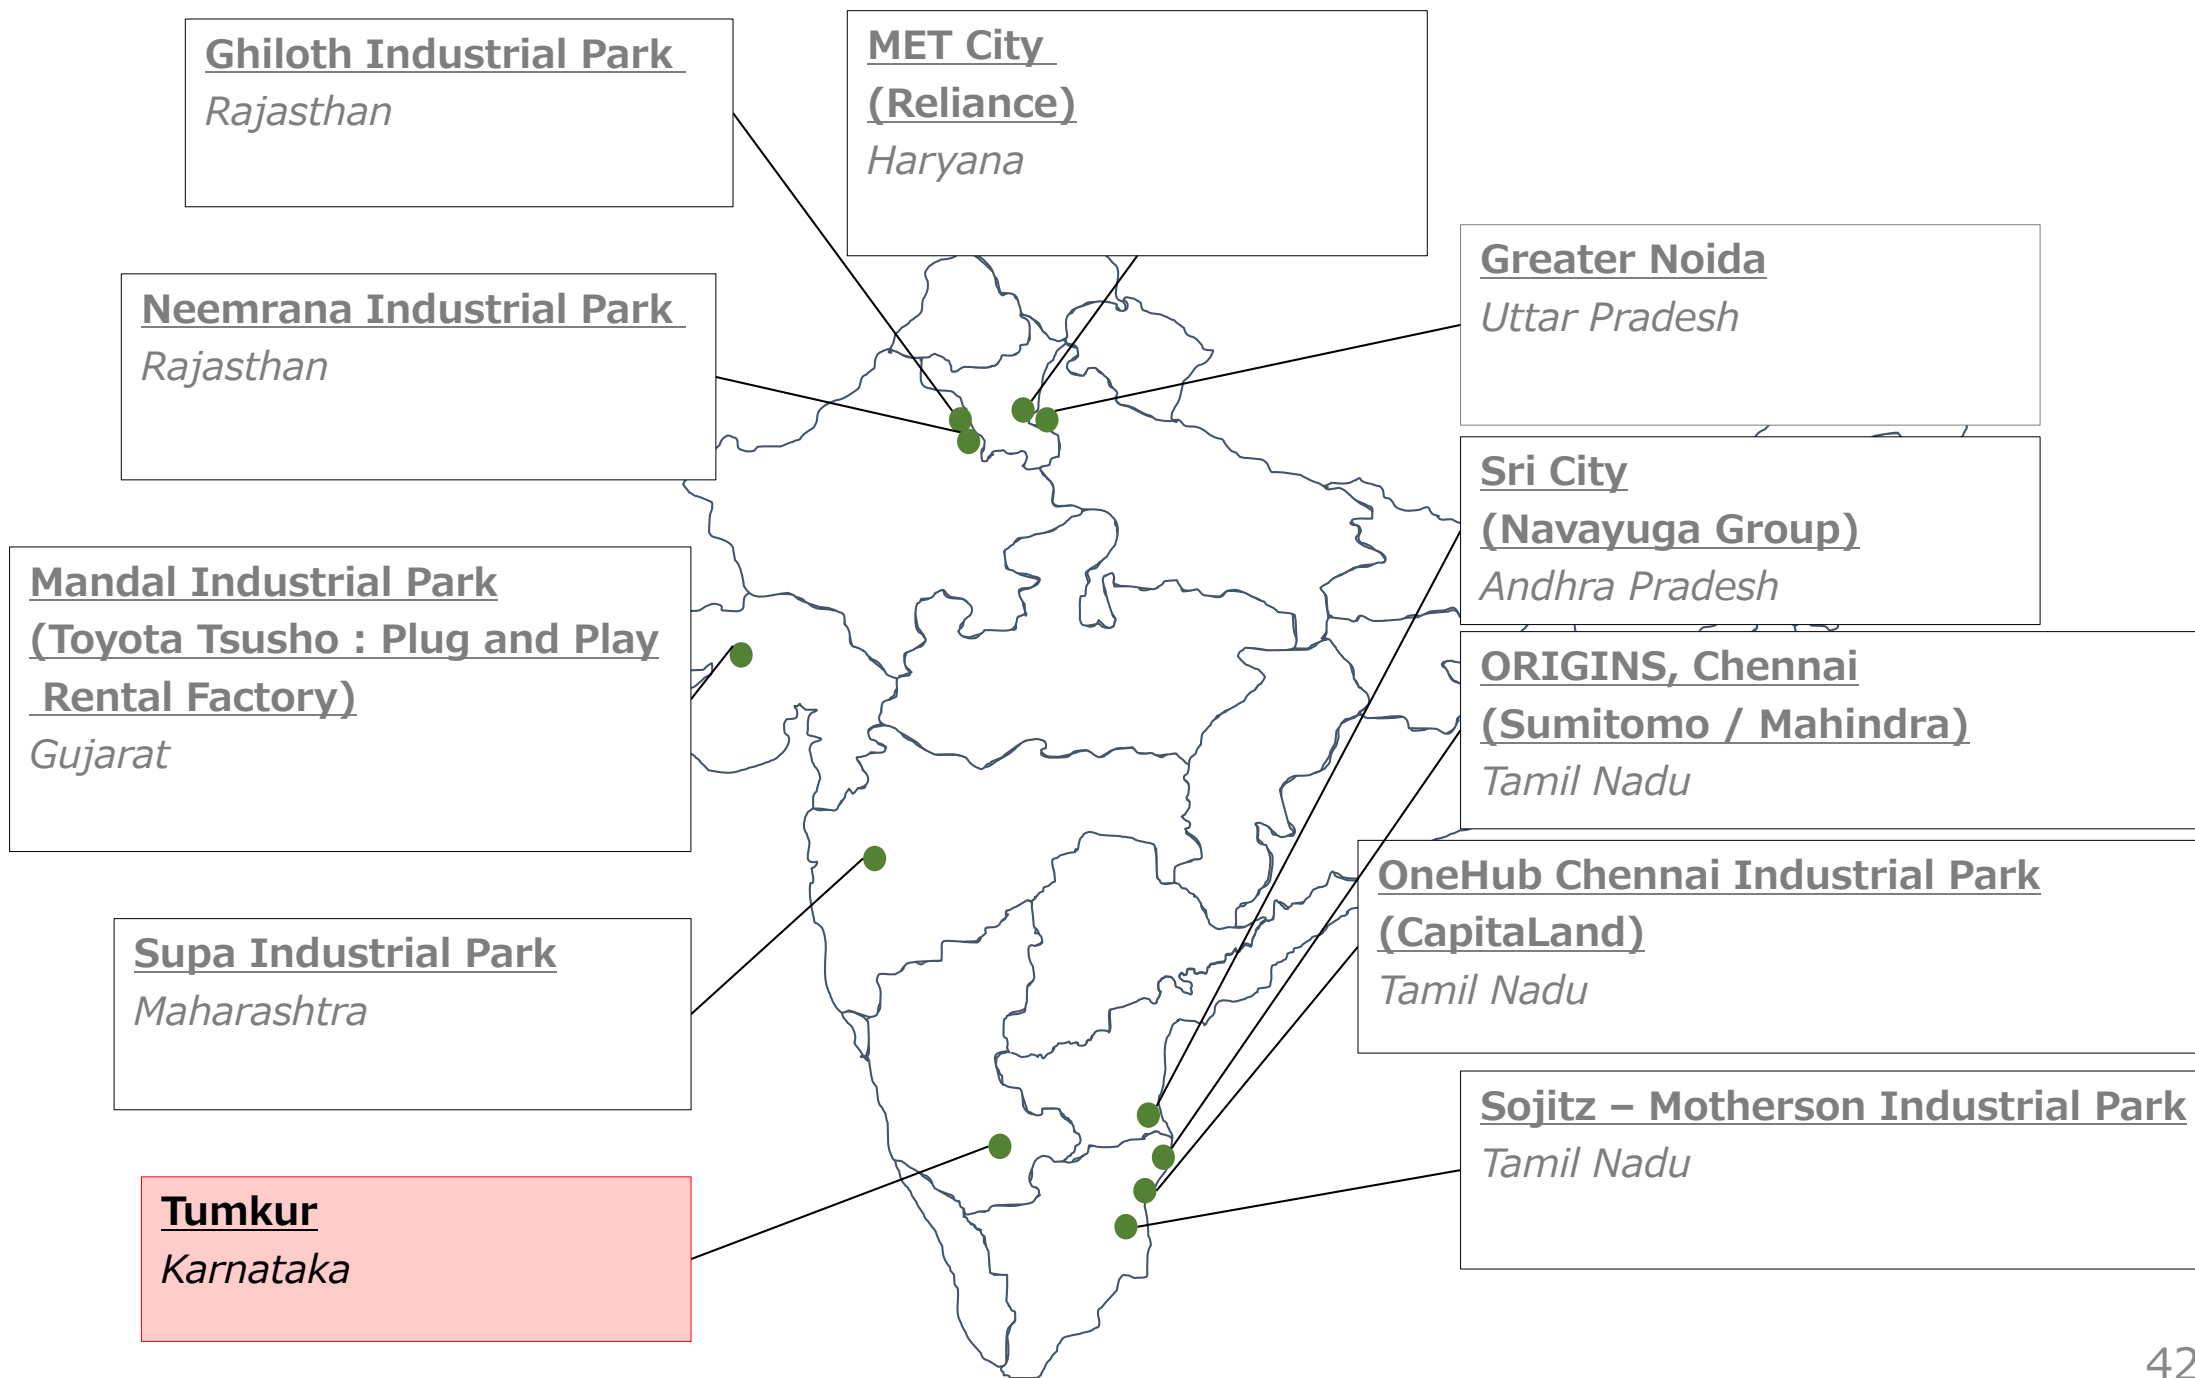 Ghiloth Industrial Park
Rajasthan
MET City
(Reliance)
Haryana
Greater Noida
Uttar Pradesh
Neemrana Industrial Park
Rajasthan
Sri City
(Navayuga Group)
Andhra Pradesh
Mandal Industrial Park
(Toyota Tsusho : Plug and Play
Rental Factory)
Gujarat
ORIGINS, Chennai
(Sumitomo / Mahindra)
Tamil Nadu
OneHub Chennai Industrial Park
(CapitaLand)
Tamil Nadu
Supa Industrial Park
Maharashtra
Sojitz – Motherson Industrial Park
Tamil Nadu
Tumkur
Karnataka
42